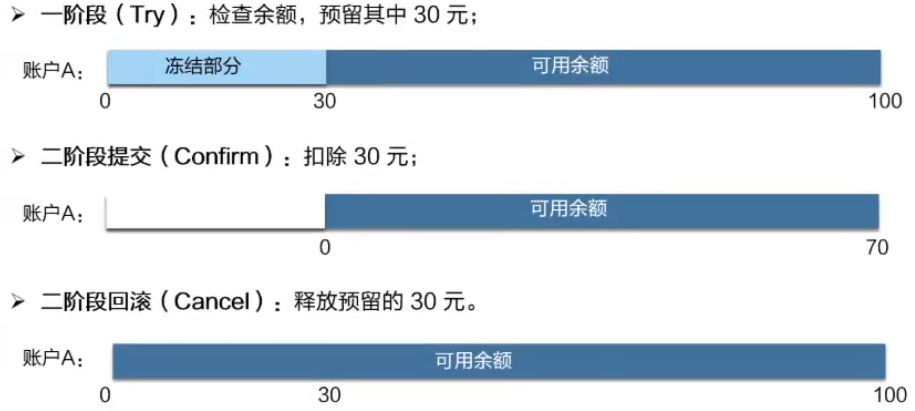 ➢ 一阶段（Try）：检查余额，预留其中 30 元；
账户A： 冻结部分 可用余额
0 30 100
➢ 二阶段提交（Confirm）：扣除 30 元；
账户A： 可用余额
0 70
➢ 二阶段回滚（Cancel）：释放预留的 30 元。
账户A： 可用余额
0 30 100